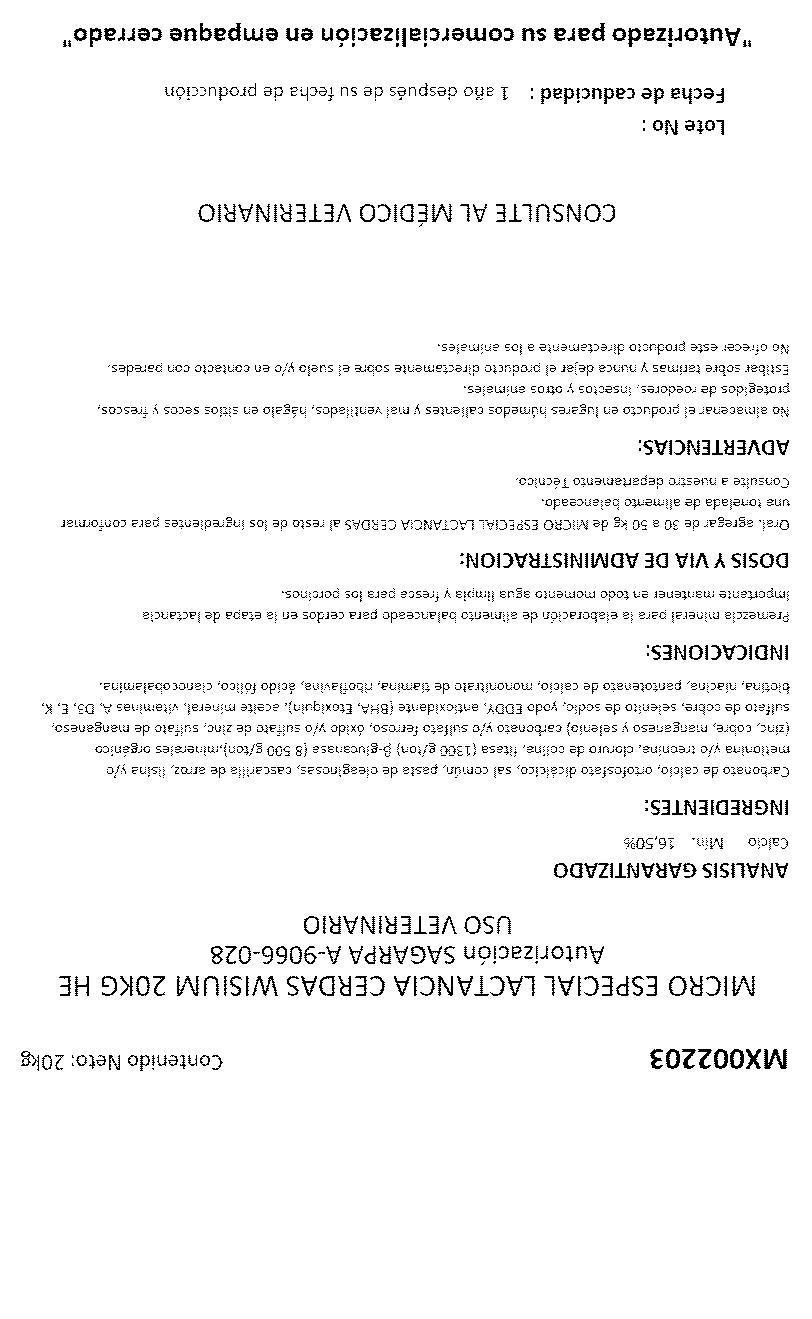 MX002203 Contenido Neto: 20kg
MICRO ESPECIAL LACTANCIA CERDAS WISIUM 20KG HE
Autorización SAGARPA A-9066-028
USO VETERINARIO
ANALISIS GARANTIZADO
Calcio Mín. 16,50%
INGREDIENTES:
Carbonato de calcio, ortofosfato dicálcico, sal común, pasta de oleaginosas, cascarilla de arroz, lisina y/o
metionina y/o treonina, cloruro de colina, fitasa (1300 g/ton) β-glucanasa (8 500 g/ton),minerales orgánico
(zinc, cobre, manganeso y selenio) carbonato y/o sulfato ferroso, óxido y/o sulfato de zinc, sulfato de manganeso,
sulfato de cobre, selenito de sodio, yodo EDDY, antioxidante (BHA, Etoxiquin), aceite mineral, vitaminas A, D3, E, K,
biotina, niacina, pantotenato de calcio, mononitrato de tiamina, riboflavina, ácido fólico, cianocobalamina.
INDICACIONES:
Premezcla mineral para la elaboración de alimento balanceado para cerdos en la etapa de lactancia
importante mantener en todo momento agua limpia y fresca para los porcinos.
DOSIS Y VIA DE ADMINISTRACION:
Oral. agregar de 30 a 50 kg de MICRO ESPECIAL LACTANCIA CERDAS al resto de los ingredientes para conformar
una tonelada de alimento balanceado.
Consulte a nuestro departamento Técnico.
ADVERTENCIAS:
No almacenar el producto en lugares húmedos calientes y mal ventilados, hágalo en sitios secos y frescos,
protegidos de roedores, insectos y otros animales.
Estibar sobre tarimas y nunca dejar el producto directamente sobre el suelo y/o en contacto con paredes.
No ofrecer este producto directamente a los animales.
CONSULTE AL MÉDICO VETERINARIO
Lote No :
Fecha de caducidad : 1 año después de su fecha de producción
"Autorizado para su comercialización en empaque cerrado"